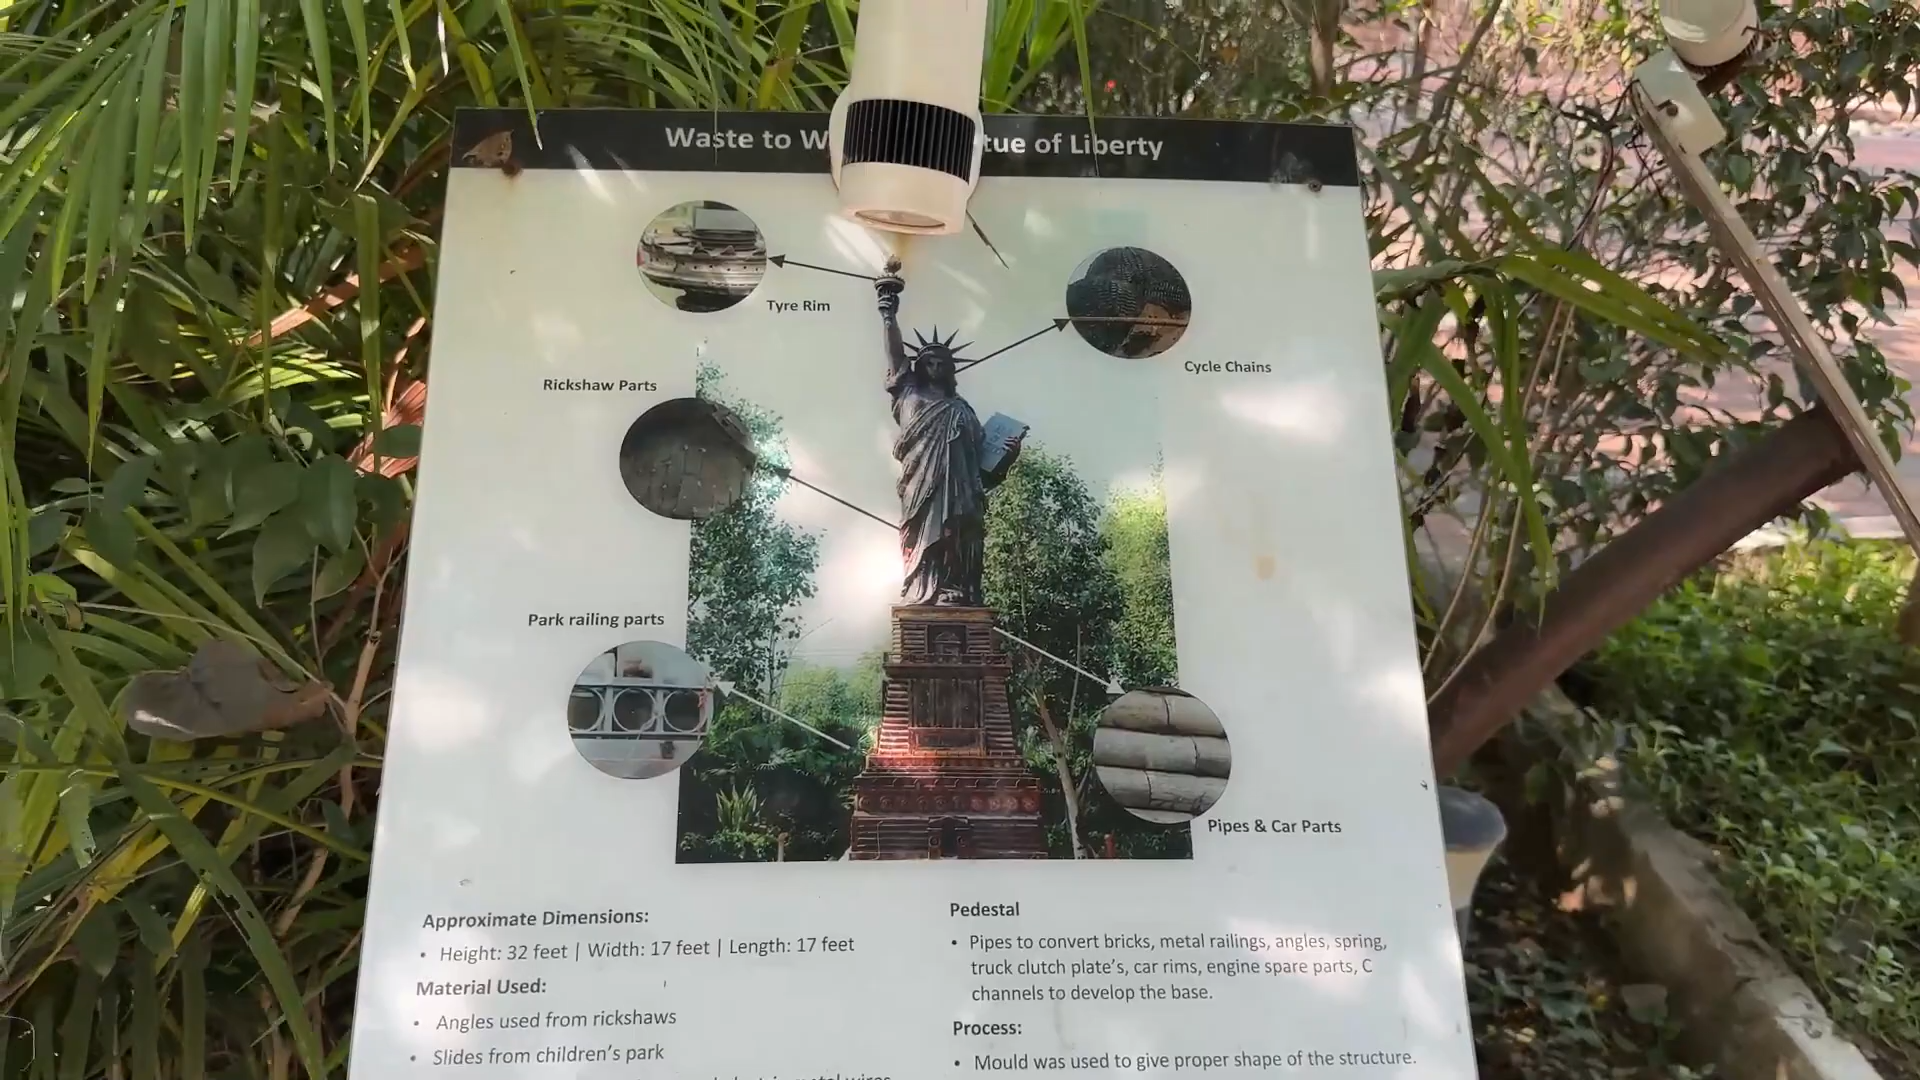 Waste to W tue of Liberty
Tyre Rim
Cycle Chains
Rickshaw Parts
Park railing parts
Pipes & Car Parts
Approximate Dimensions:
• Height: 32 feet | Width: 17 feet | Length: 17 feet
Material Used:
• Angles used from rickshaws
• Slides from children's park
Pedestal
• Pipes to convert bricks, metal railings, angles, spring,
truck clutch plate's, car rims, engine spare parts, C
channels to develop the base.
Process:
• Mould was used to give proper shape of the structure.